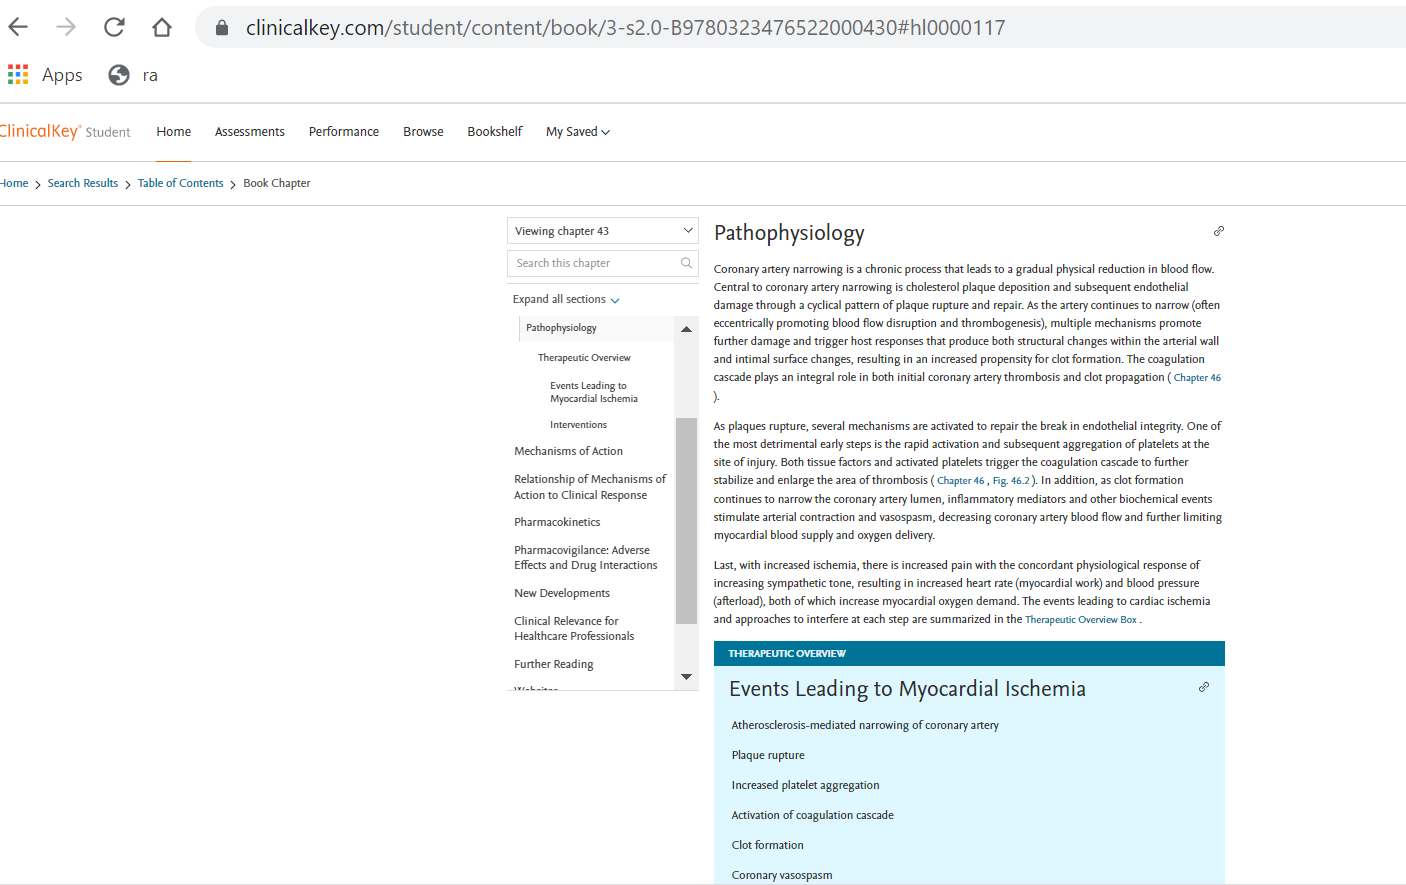 clinicalkey.com/student/content/book/3-s2.0-B9780323476522000430#hl0000117
Apps ra
ClinicalKey® Student Home Assessments Performance Browse Bookshelf My Saved
Home > Search Results > Table of Contents > Book Chapter
Viewing chapter 43
Search this chapter
Expand all sections
Pathophysiology
Therapeutic Overview
Events Leading to
Myocardial Ischemia
Interventions
Mechanisms of Action
Relationship of Mechanisms of
Action to Clinical Response
Pharmacokinetics
Pharmacovigilance: Adverse
Effects and Drug Interactions
New Developments
Clinical Relevance for
Healthcare Professionals
Further Reading
Websites
Pathophysiology
Coronary artery narrowing is a chronic process that leads to a gradual physical reduction in blood flow.
Central to coronary artery narrowing is cholesterol plaque deposition and subsequent endothelial
damage through a cyclical pattern of plaque rupture and repair. As the artery continues to narrow (often
eccentrically promoting blood flow disruption and thrombogenesis), multiple mechanisms promote
further damage and trigger host responses that produce both structural changes within the arterial wall
and intimal surface changes, resulting in an increased propensity for clot formation. The coagulation
cascade plays an integral role in both initial coronary artery thrombosis and clot propagation ( Chapter 46
).
As plaques rupture, several mechanisms are activated to repair the break in endothelial integrity. One of
the most detrimental early steps is the rapid activation and subsequent aggregation of platelets at the
site of injury. Both tissue factors and activated platelets trigger the coagulation cascade to further
stabilize and enlarge the area of thrombosis ( Chapter 46 , Fig. 46.2 ). In addition, as clot formation
continues to narrow the coronary artery lumen, inflammatory mediators and other biochemical events
stimulate arterial contraction and vasospasm, decreasing coronary artery blood flow and further limiting
myocardial blood supply and oxygen delivery.
Last, with increased ischemia, there is increased pain with the concordant physiological response of
increasing sympathetic tone, resulting in increased heart rate (myocardial work) and blood pressure
(afterload), both of which increase myocardial oxygen demand. The events leading to cardiac ischemia
and approaches to interfere at each step are summarized in the Therapeutic Overview Box .
THERAPEUTIC OVERVIEW
Events Leading to Myocardial Ischemia
Atherosclerosis-mediated narrowing of coronary artery
Plaque rupture
Increased platelet aggregation
Activation of coagulation cascade
Clot formation
Coronary vasospasm